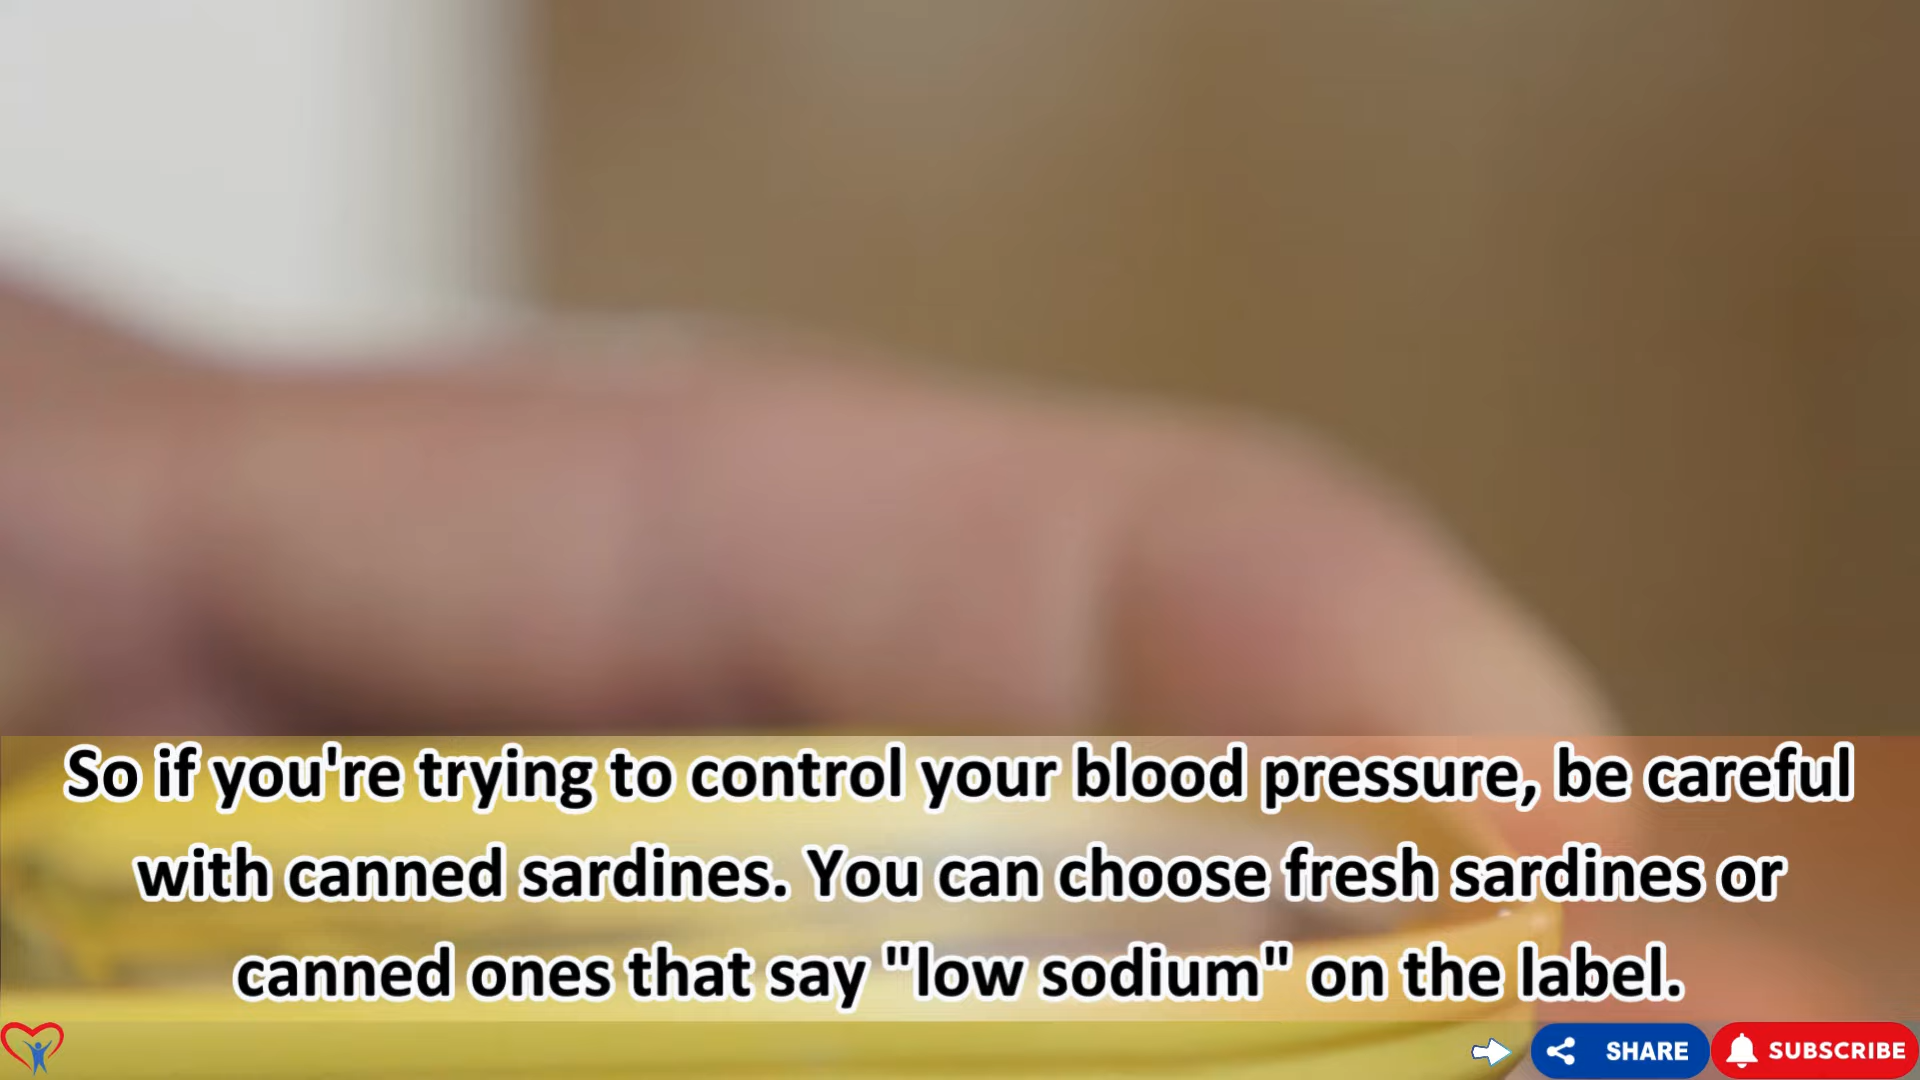 So if you're trying to control your blood pressure, be careful
with canned sardines. You can choose fresh sardines or
canned ones that say "low sodium" on the label.
SHARE
SUBSCRIBE